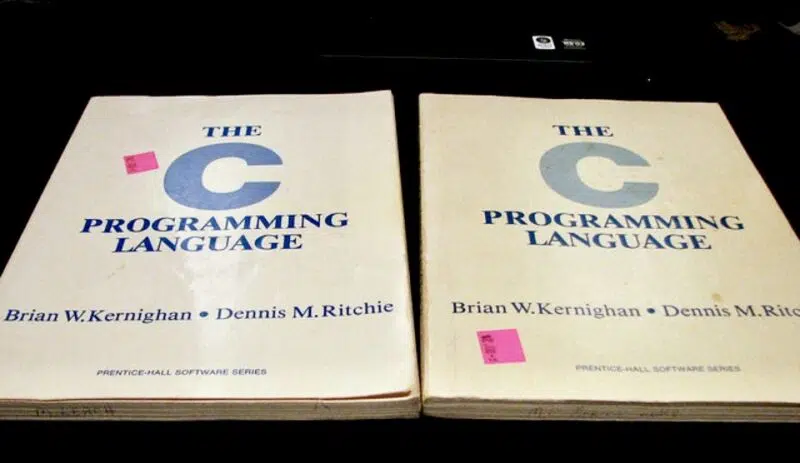 THE
C
PROGRAMMING
LANGUAGE
Brian W. Kernighan • Dennis M. Ritchie
PRENTICE-HALL SOFTWARE SERIES
THE
C
PROGRAMMING
LANGUAGE
Brian W. Kernighan • Dennis M. Ritc
PRENTICE-HALL SOFTWARE SERIES